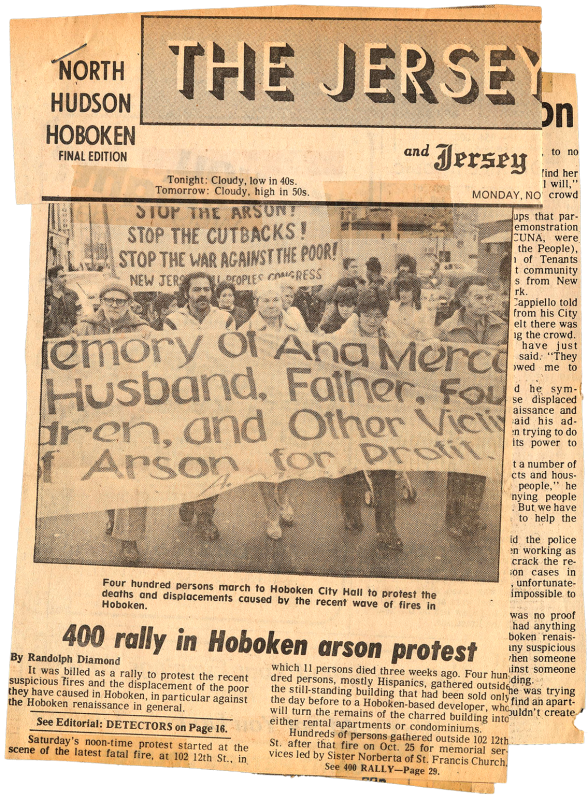 NORTH
HUDSON
HOBOKEN
FINAL EDITION
THE JERSEY
and Jersey
Tonight: Cloudy, low in 40s.
Tomorrow: Cloudy, high in 50s.
MONDAY, NO
STOP THE ARSON!
STOP THE CUTBACKS!
STOP THE WAR AGAINST THE POOR!
NEW PEOPLES CONGRESS
emory Of Ana Merc
Husband, Father, Fou
dren, and Other Victi
f Arson for Profit.
Four hundred persons march to Hoboken City Hall to protest the
deaths and displacements caused by the recent wave of fires in
Hoboken.
400 rally in Hoboken arson protest
By Randolph Diamond
It was billed as a rally to protest the recent
suspicious fires and the displacement of the poor
they have caused in Hoboken, in particular against
the Hoboken renaissance in general.
See Editorial: DETECTORS on Page 16.
Saturday's noon-time protest started at the
scene of the latest fatal fire, at 102 12th St., in
which 11 persons died three weeks ago. Four hun
dred persons, mostly Hispanics, gathered outside
the still-standing building that had been sold only
the day before to a Hoboken-based developer, who
will turn the remains of the charred building into
either rental apartments or condominiums.
Hundreds of persons gathered outside 102 12th
St. after that fire on Oct. 25 for memorial ser-
vices led by Sister Norberta of St. Francis Church,
See 400 RALLY—Page 29.
on
to no
find her
I will,"
crowd
ups that par-
emonstration
CUNA, were
the People),
of Tenants
t community
s from New
rk.
Cappiello told
from his City
elt there was
g the crowd.
have just
said. "They
owed me to
d he sym-
se displaced
aissance and
aid his ad-
en trying to do
its power to
t a number of
cts and hous-
people," he
nying people
. But we have
to help the
id the police
en working as
crack the re-
son cases in
, unfortunate-
impossible to
was no proof
had anything
boken renais-
ny suspicious
hen someone
inst someone
ding.
he was trying
find an apart-
ouldn't create